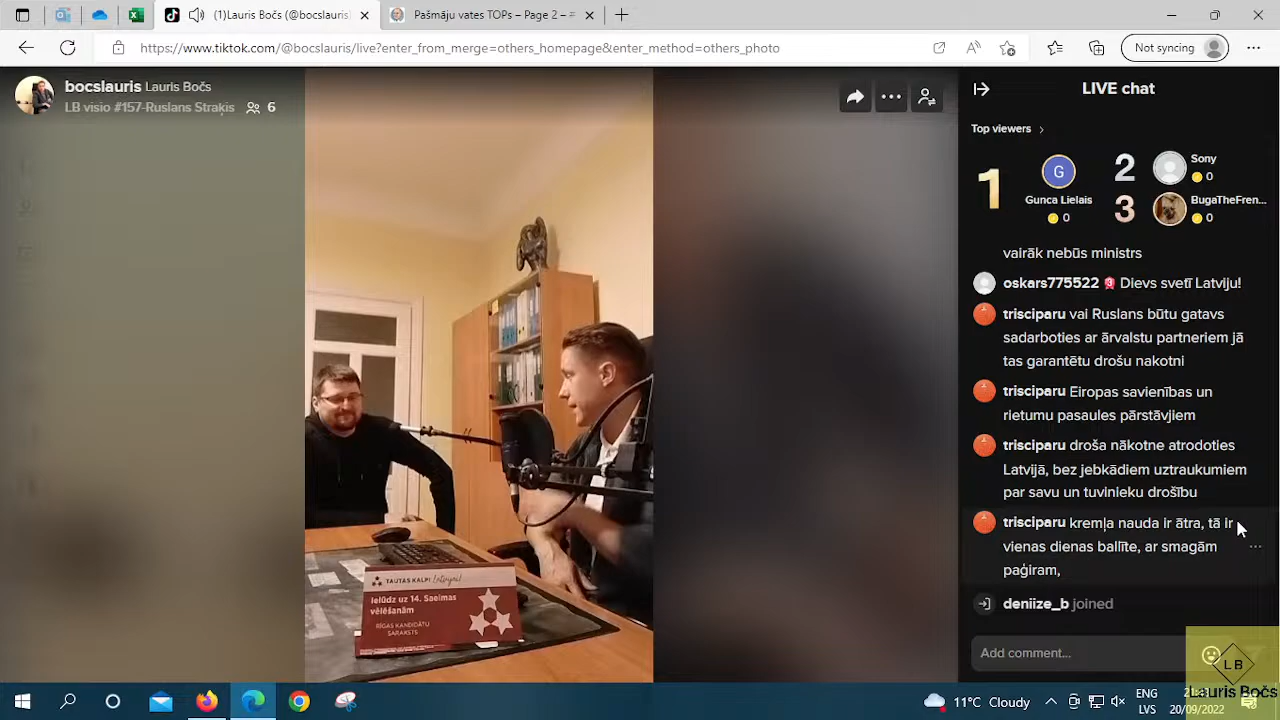 (1)Lauris Bočs (@bocslauris)
Pašmāju vates TOPs – Page 2 – =
https://www.tiktok.com/@bocslauris/live?enter_from_merge=others_homepage&enter_method=others_photo
Not syncing
bocslauris Lauris Bočs
LB visio #157-Ruslans Straķis 6
LIVE chat
Top viewers
1
G
Gunca Lielais
0
2
Sony
0
3
BugaTheFren...
0
vairāk nebūs ministrs
oskars775522 Dievs svetī Latviju!
trisciparu vai Ruslans būtu gatavs
sadarboties ar ārvalstu partneriem jā
tas garantētu drošu nakotni
trisciparu Eiropas savienības un
rietumu pasaules pārstāvjiem
trisciparu droša nākotne atrodoties
Latvijā, bez jebkādiem uztraukumiem
par savu un tuvinieku drošību
trisciparu kremļa nauda ir ātra, tā ir
vienas dienas ballīte, ar smagām
paģiram,
deniize_b joined
Add comment...
TAUTAS KALPI Latvijai!
Ielūdz uz 14. Saeimas
vēlēšanām
RĪGAS KANDIDĀTU
SARAKSTS
LB
Lauris Bočs
11°C Cloudy
ENG
LVS
20/09/2022